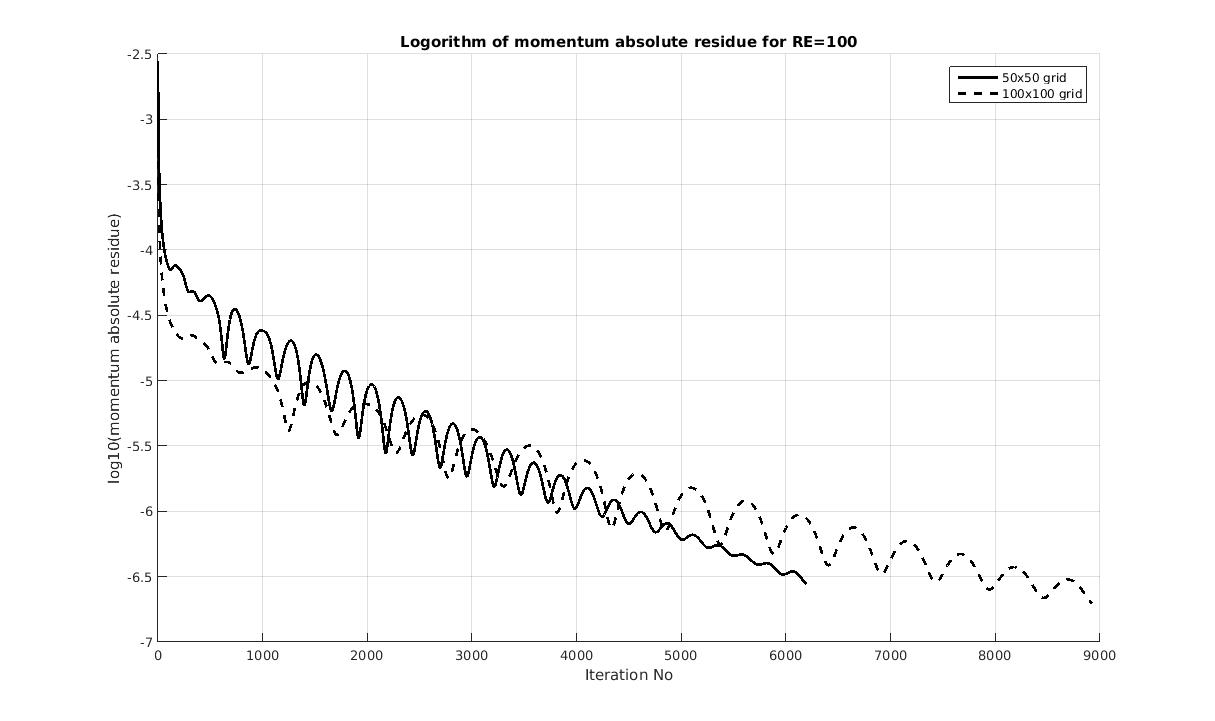 Logorithm of momentum absolute residue for RE=100
50x50 grid
100x100 grid
log10(momentum absolute residue)
-2.5
-3
-3.5
-4
-4.5
-5
-5.5
-6
-6.5
-7
0 1000 2000 3000 4000 5000 6000 7000 8000 9000
Iteration No